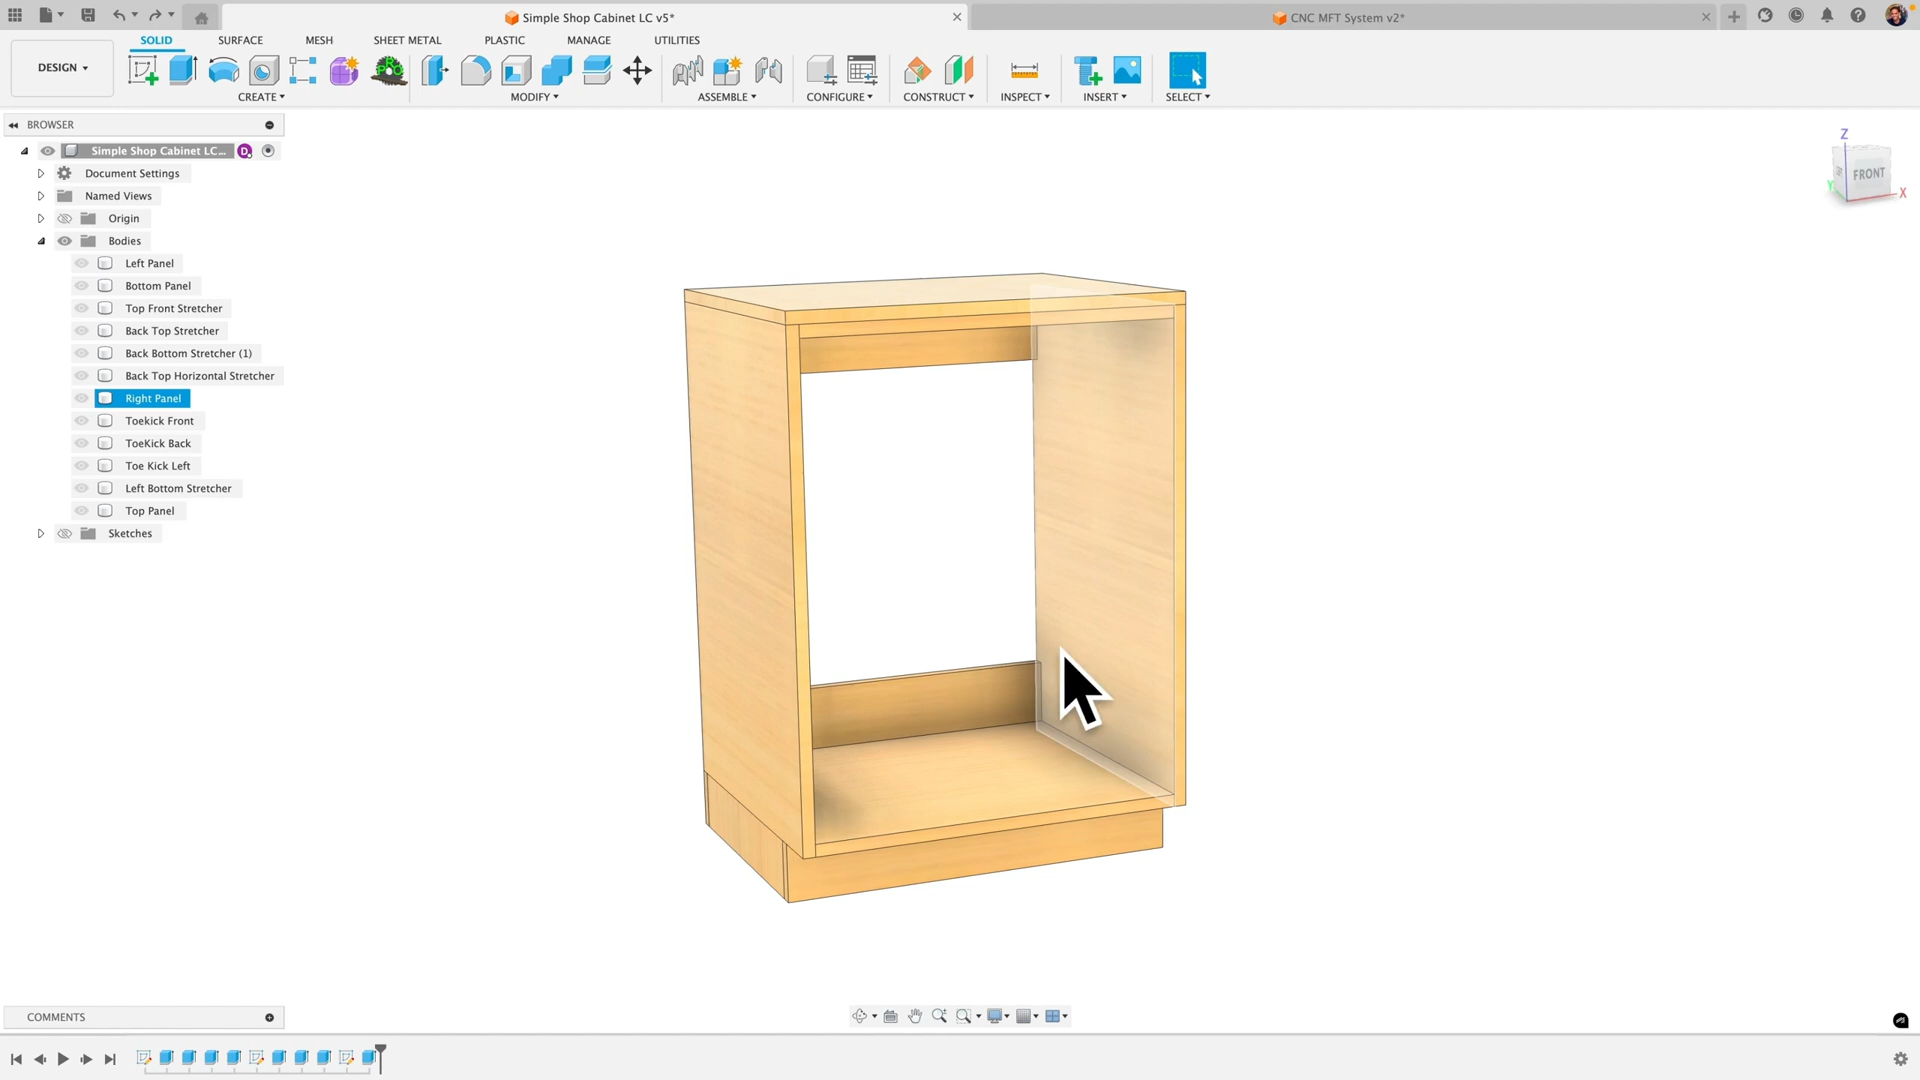 Simple Shop Cabinet LC v5*
CNC MFT System v2*
DESIGN
SOLID
SURFACE
MESH
SHEET METAL
PLASTIC
MANAGE
UTILITIES
CREATE
MODIFY
ASSEMBLE
CONFIGURE
CONSTRUCT
INSPECT
INSERT
SELECT
BROWSER
Simple Shop Cabinet LC...
D
Document Settings
Named Views
Origin
Bodies
Left Panel
Bottom Panel
Top Front Stretcher
Back Top Stretcher
Back Bottom Stretcher (1)
Back Top Horizontal Stretcher
Right Panel
Toekick Front
ToeKick Back
Toe Kick Left
Left Bottom Stretcher
Top Panel
Sketches
Z
FRONT
Y
X
COMMENTS